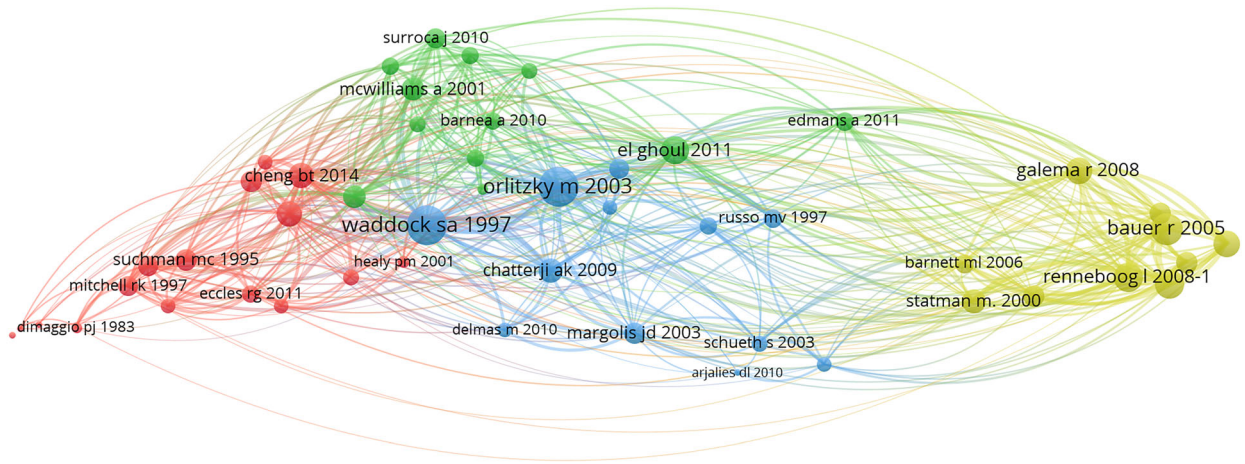 surroca j 2010
mcwilliams a 2001
barnea a 2010
edmans a 2011
el ghoul 2011
galema r 2008
cheng bt 2014
orlitzky m 2003
waddock sa 1997
russo mv 1997
bauer r 2005
suchman mc 1995
healy pm 2001
chatterji ak 2009
barnett ml 2006
renneboog l 2008-1
mitchell rk 1997
eccles rg 2011
statman m. 2000
dimaggio pj 1983
delmas m 2010
margolis jd 2003
schueth s 2003
arjalies dl 2010